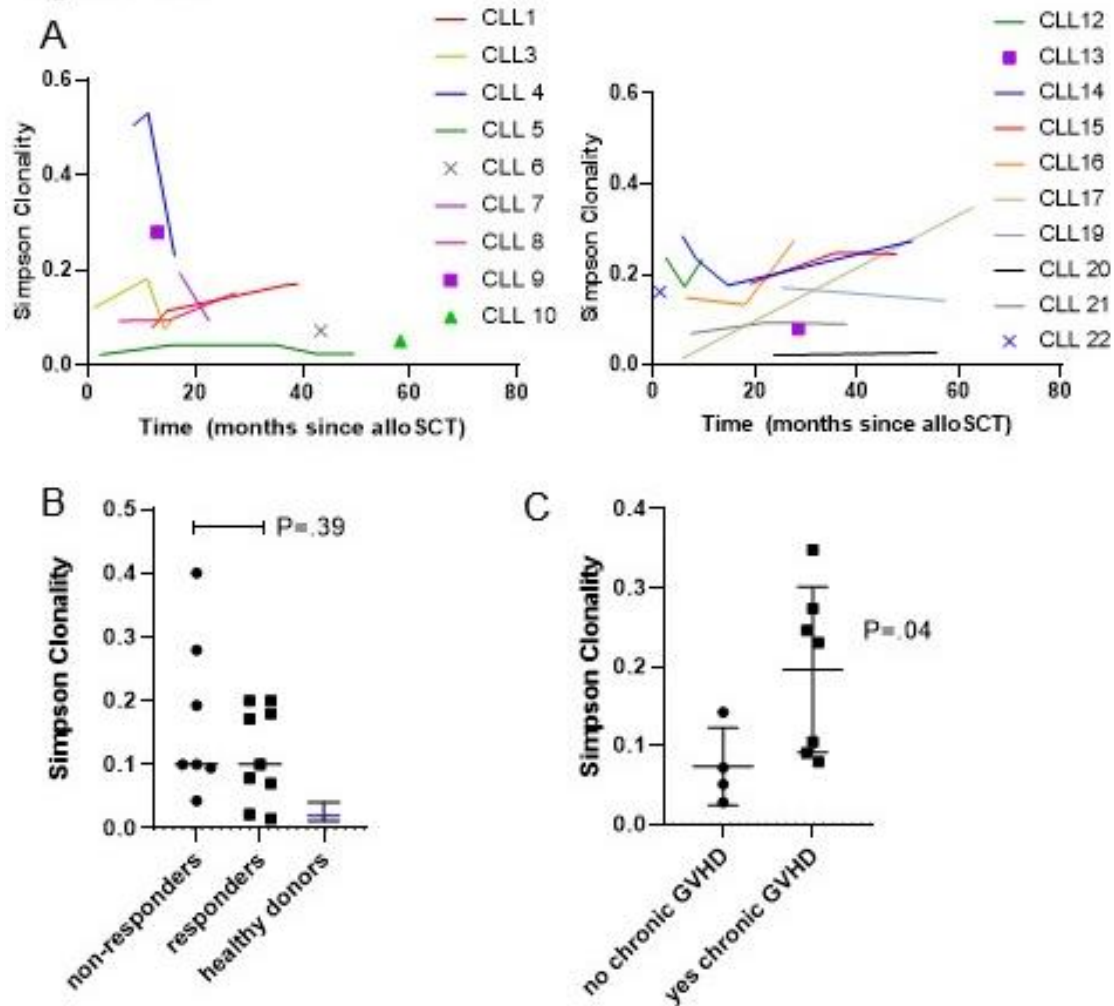 A
CLL1
CLL3
CLL 4
CLL 5
CLL 6
CLL 7
CLL 8
CLL 9
CLL 10
Simpson Clonality
0.6
0.4
0.2
0.0
0 20 40 60 80
Time (months since alloSCT)
CLL12
CLL13
CLL14
CLL15
CLL16
CLL17
CLL19
CLL 20
CLL 21
CLL 22
Simpson Clonality
0.6
0.4
0.2
0.0
0 20 40 60 80
Time (months since alloSCT)
B
Simpson Clonality
0.5
0.4
0.3
0.2
0.1
0.0
P=.39
non-responders
responders
healthy donors
C
Simpson Clonality
0.4
0.3
0.2
0.1
0.0
P=.04
no chronic GVHD
yes chronic GVHD